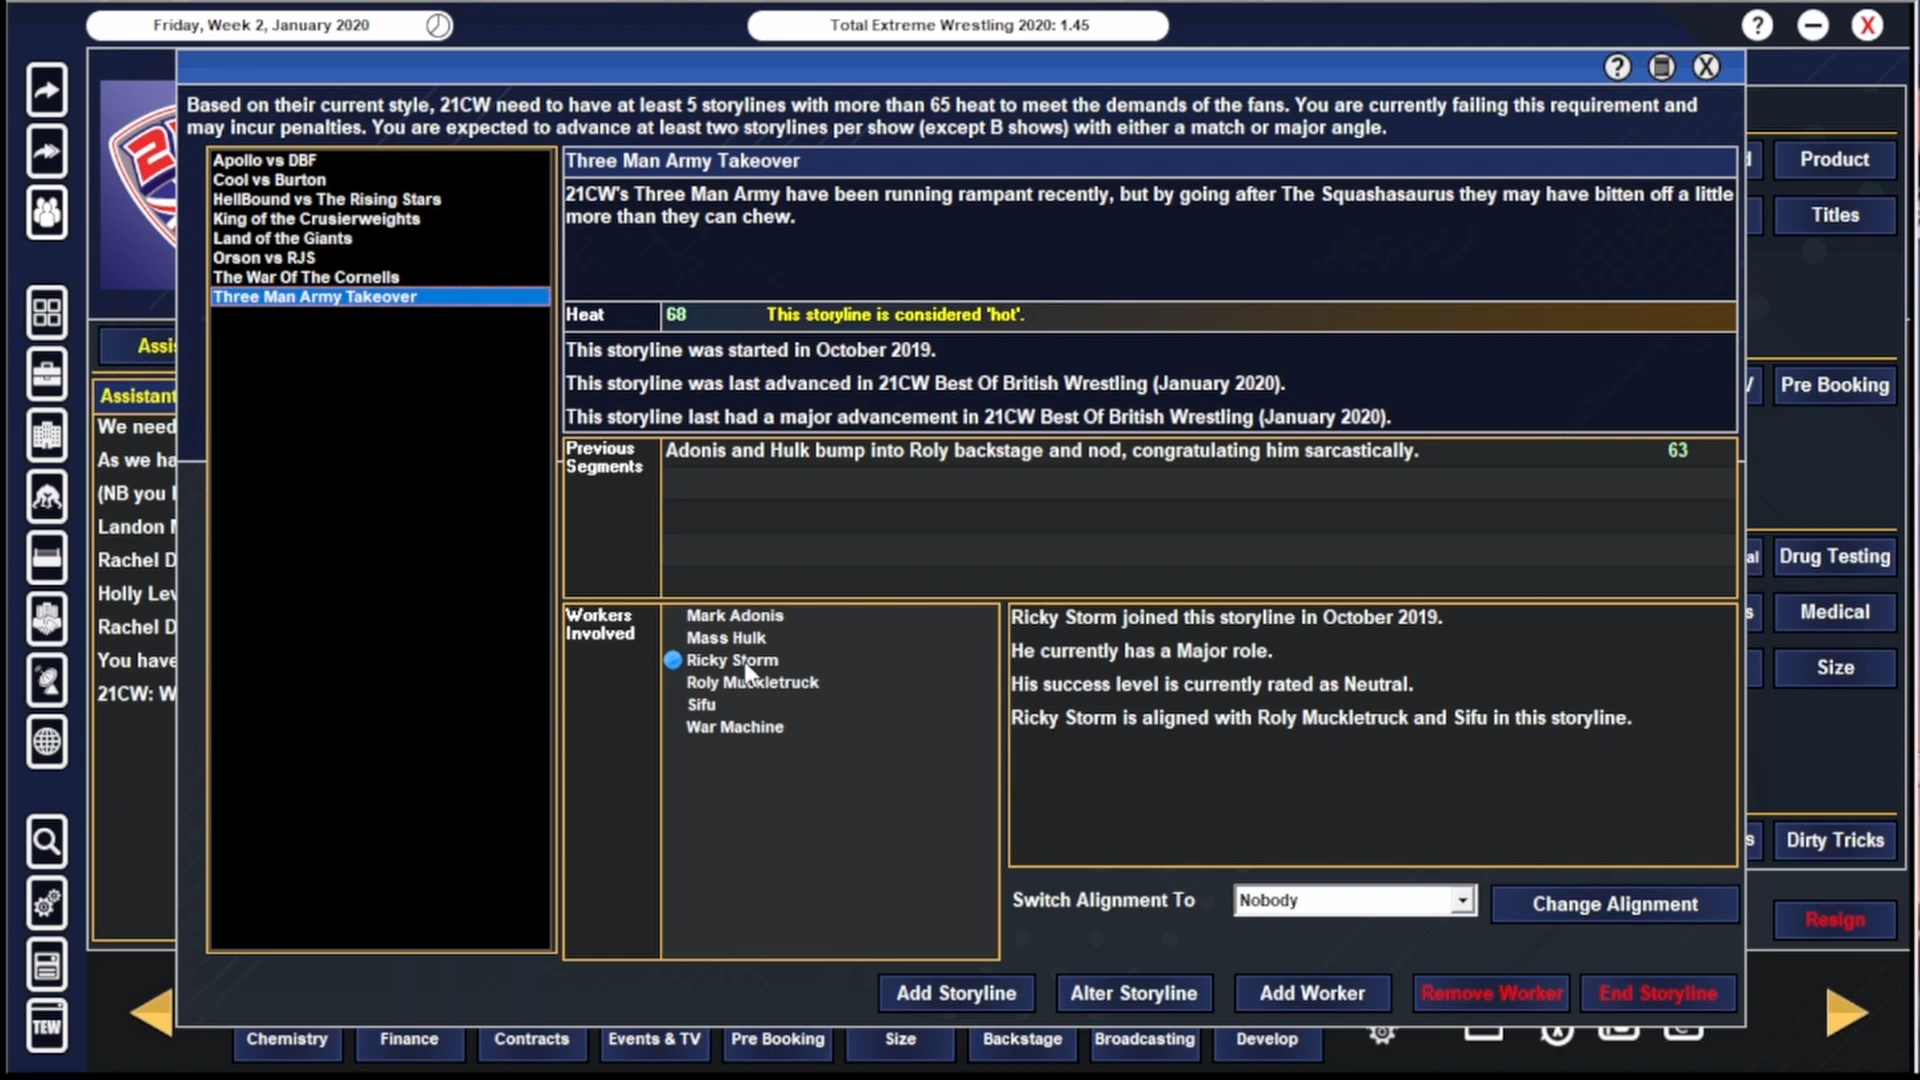 Friday, Week 2, January 2020
Total Extreme Wrestling 2020: 1.45
? X
? X
Based on their current style, 21CW need to have at least 5 storylines with more than 65 heat to meet the demands of the fans. You are currently failing this requirement and
may incur penalties. You are expected to advance at least two storylines per show (except B shows) with either a match or major angle.
Apollo vs DBF
Cool vs Burton
HellBound vs The Rising Stars
King of the Crusierweights
Land of the Giants
Orson vs RJS
The War Of The Cornells
Three Man Army Takeover
Three Man Army Takeover
21CW's Three Man Army have been running rampant recently, but by going after The Squashasaurus they may have bitten off a little
more than they can chew.
Heat 68 This storyline is considered 'hot'.
This storyline was started in October 2019.
This storyline was last advanced in 21CW Best Of British Wrestling (January 2020).
This storyline last had a major advancement in 21CW Best Of British Wrestling (January 2020).
Previous
Segments
Adonis and Hulk bump into Roly backstage and nod, congratulating him sarcastically. 63
Workers
Involved
Mark Adonis
Mass Hulk
Ricky Storm
Roly Muckletruck
Sifu
War Machine
Ricky Storm joined this storyline in October 2019.
He currently has a Major role.
His success level is currently rated as Neutral.
Ricky Storm is aligned with Roly Muckletruck and Sifu in this storyline.
Switch Alignment To Nobody Change Alignment
Add Storyline Alter Storyline Add Worker Remove Worker End Storyline
Assis
Assistant
We need
As we ha
(NB you
Landon
Rachel D
Holly Lev
Rachel D
You have
21CW: W
Product
Titles
Pre Booking
Drug Testing
Medical
Size
Dirty Tricks
Resign
TEW
Chemistry Finance Contracts Events & TV Pre Booking Size Backstage Broadcasting Develop